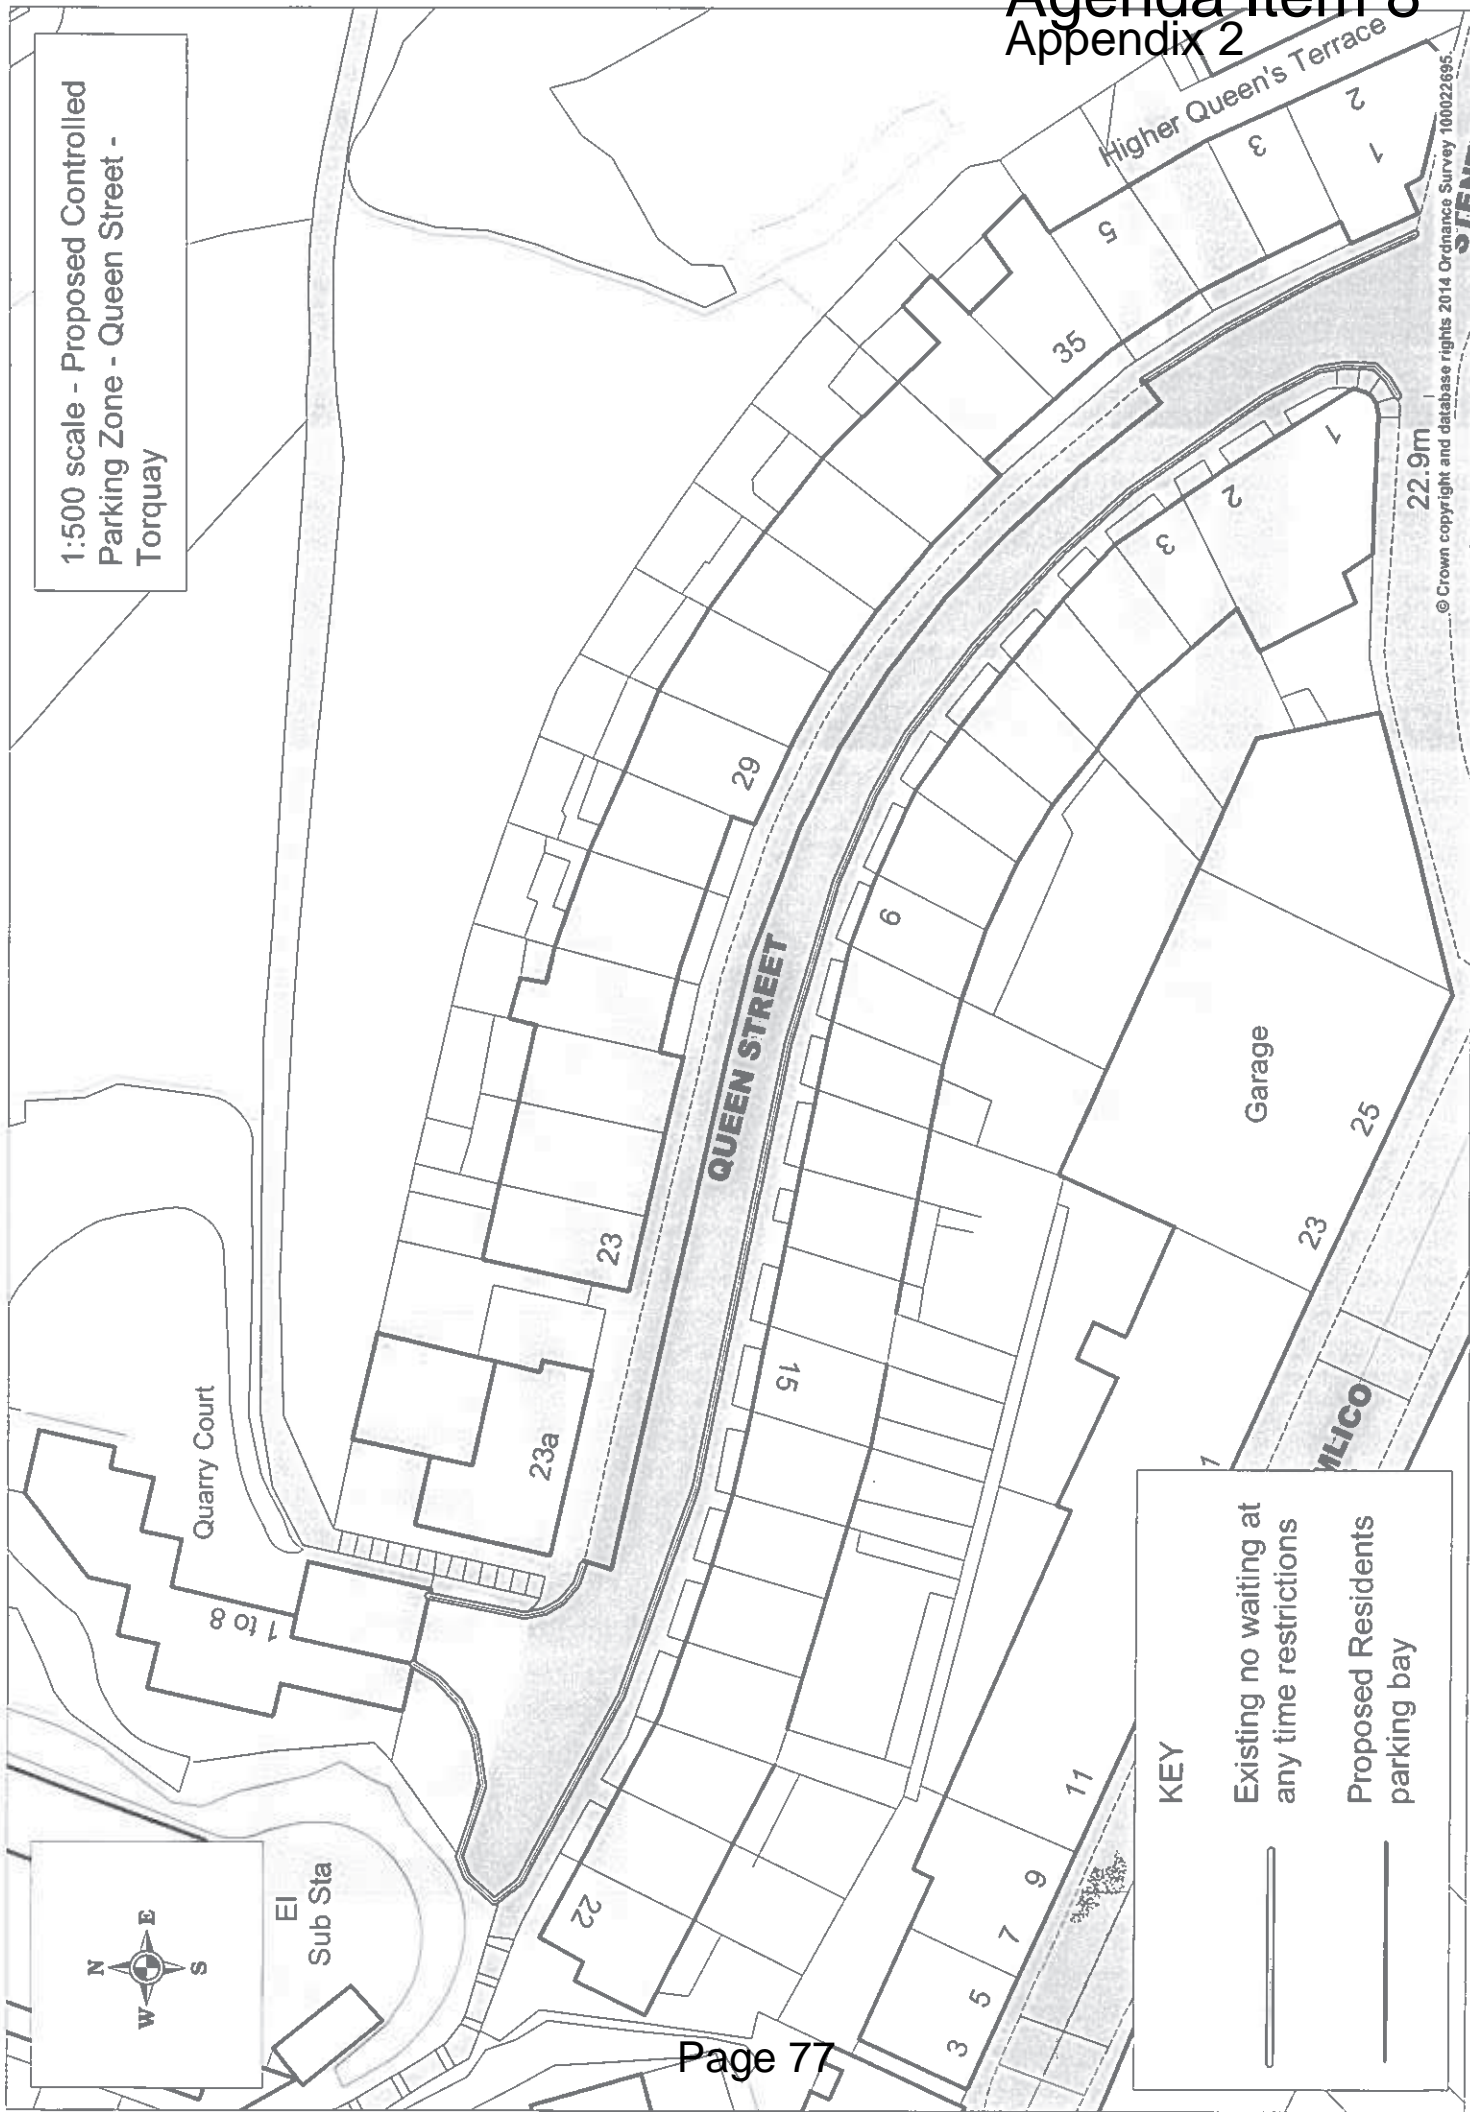 Agenda Item 8
Appendix 2
1:500 scale - Proposed Controlled
Parking Zone - Queen Street -
Torquay
Higher Queen's Terrace
2
3
1
5
35
29
23
23a
QUEEN STREET
Quarry Court
1 to 8
El
Sub Sta
N
W
E
S
1
2
3
6
15
22
22.9m
Garage
25
23
1
11
9
7
5
3
MLICO
© Crown copyright and database rights 2014 Ordnance Survey 100022695.
KEY
Existing no waiting at
any time restrictions
Proposed Residents
parking bay
Page 77